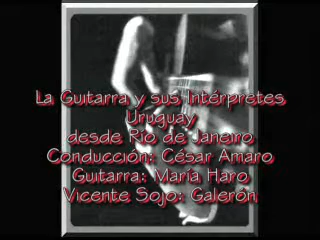 La Guitarra y sus Intérpretes
Uruguay
desde Río de Janeiro
Conducción: César Amaro
Guitarra: María Haro
Vicente Sojo: Galerón